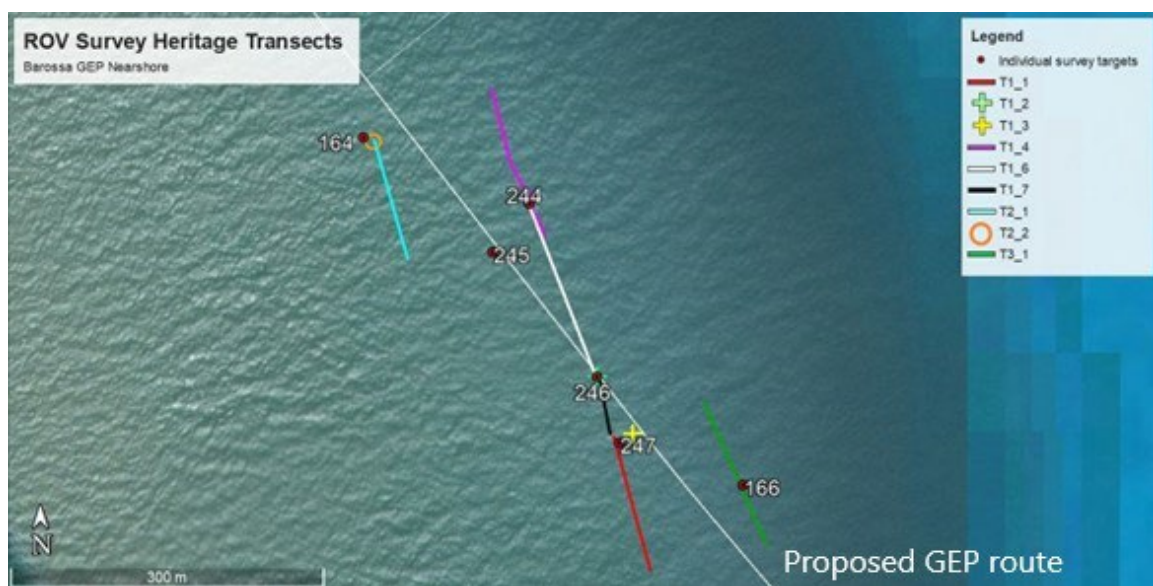 ROV Survey Heritage Transects
Barossa GEP Nearshore
Legend
Individual survey targets
T1_1
T1_2
T1_3
T1_4
T1_6
T1_7
T2_1
T2_2
T3_1
164
244
245
246
247
166
N
300 m
Proposed GEP route